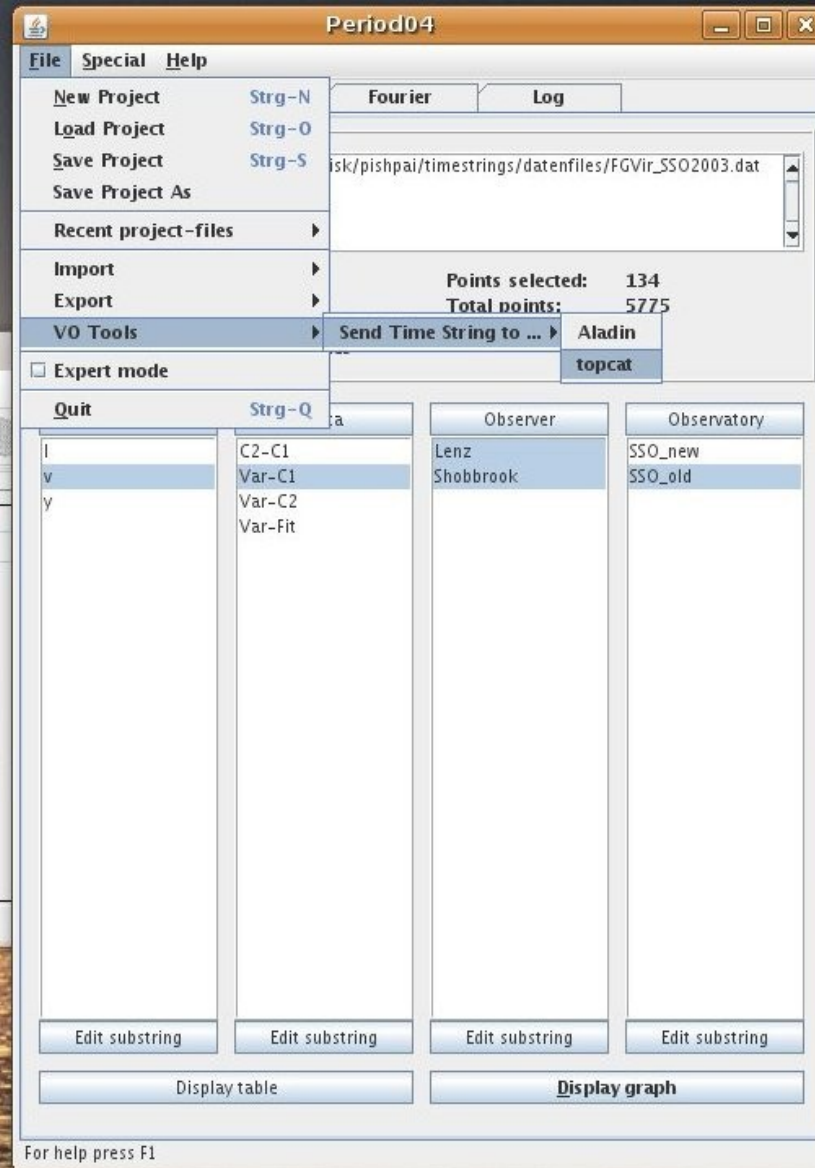 Period04
File Special Help
New Project Strg-N
Load Project Strg-O
Save Project Strg-S
Save Project As
Recent project-files
Import
Export
VO Tools
Expert mode
Quit Strg-Q
Fourier Log
isk/pishpai/timestrings/datenfiles/FGVir_SSO2003.dat
Points selected: 134
Total points: 5775
Send Time String to ...
Aladin
topcat
Observer Observatory
v
y
C2-C1
Var-C1
Var-C2
Var-Fit
Lenz
Shobbrook
SSO_new
SSO_old
Edit substring Edit substring Edit substring Edit substring
Display table Display graph
For help press F1